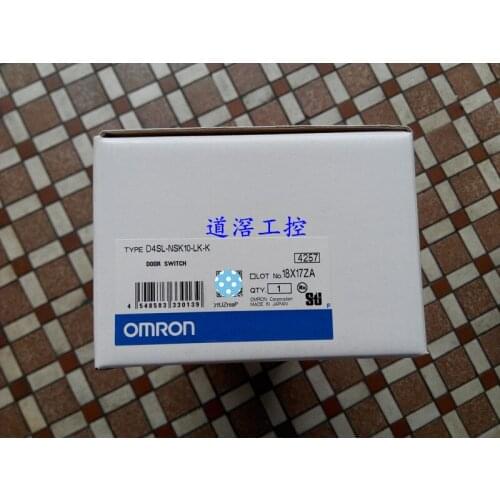 道滘工控
TYPE D4SL-NSK10-LK-K
DOOR SWITCH
4257
LOT No. 18X17ZA
QTY. 1
4 548583 330139
OMRON Corporation
MADE IN JAPAN
OMRON